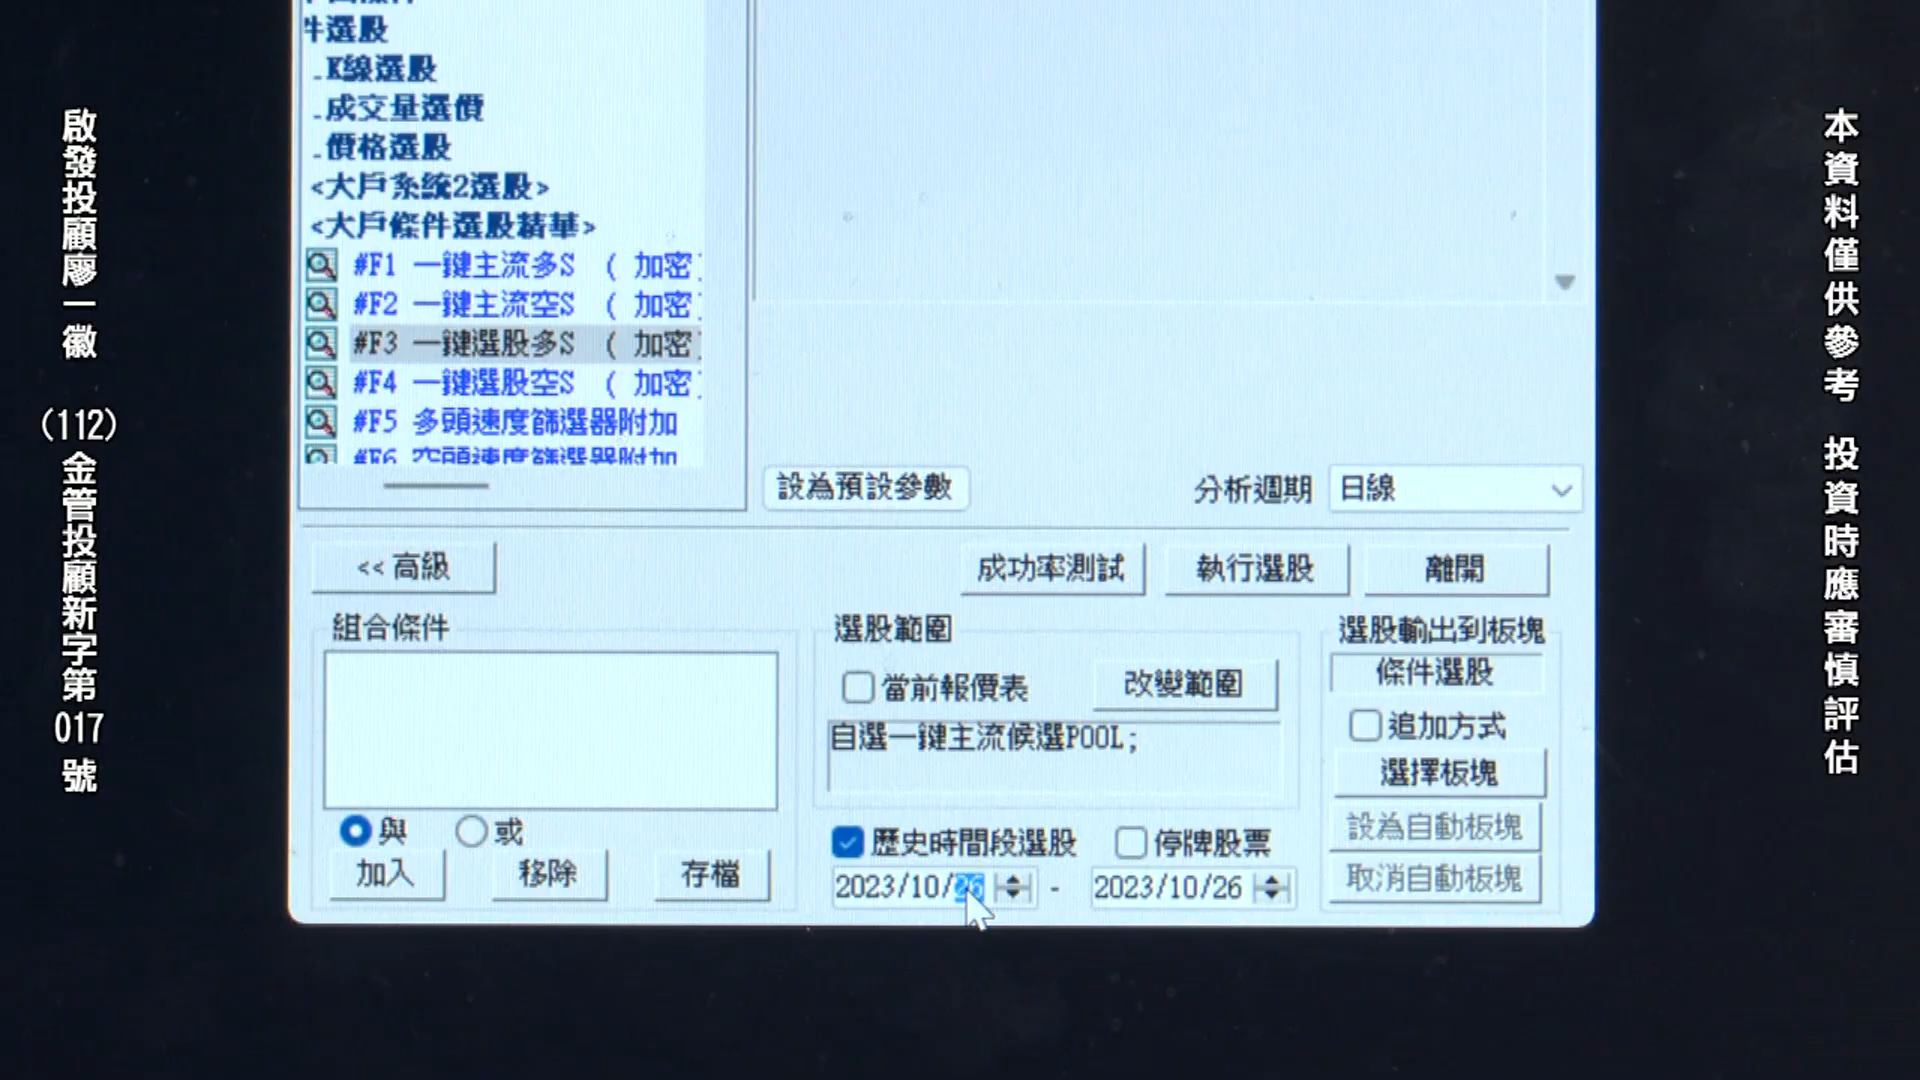 啟發投顧廖一徽 (112)金管投顧新字第017號
件選股
.K線選股
.成交量選價
.價格選股
<大戶系統2選股>
<大戶條件選股精華>
#F1 一鍵主流多S ( 加密)
#F2 一鍵主流空S ( 加密)
#F3 一鍵選股多S ( 加密)
#F4 一鍵選股空S ( 加密)
#F5 多頭速度篩選器附加
#F6 空頭速度篩選器附加
設為預設參數
分析週期 日線
<< 高級
成功率測試 執行選股 離開
組合條件
與 或
加入 移除 存檔
選股範圍
當前報價表 改變範圍
自選一鍵主流候選POOL;
歷史時間段選股 停牌股票
2023/10/26 - 2023/10/26
選股輸出到板塊
條件選股
追加方式
選擇板塊
設為自動板塊
取消自動板塊
本資料僅供參考 投資時應審慎評估